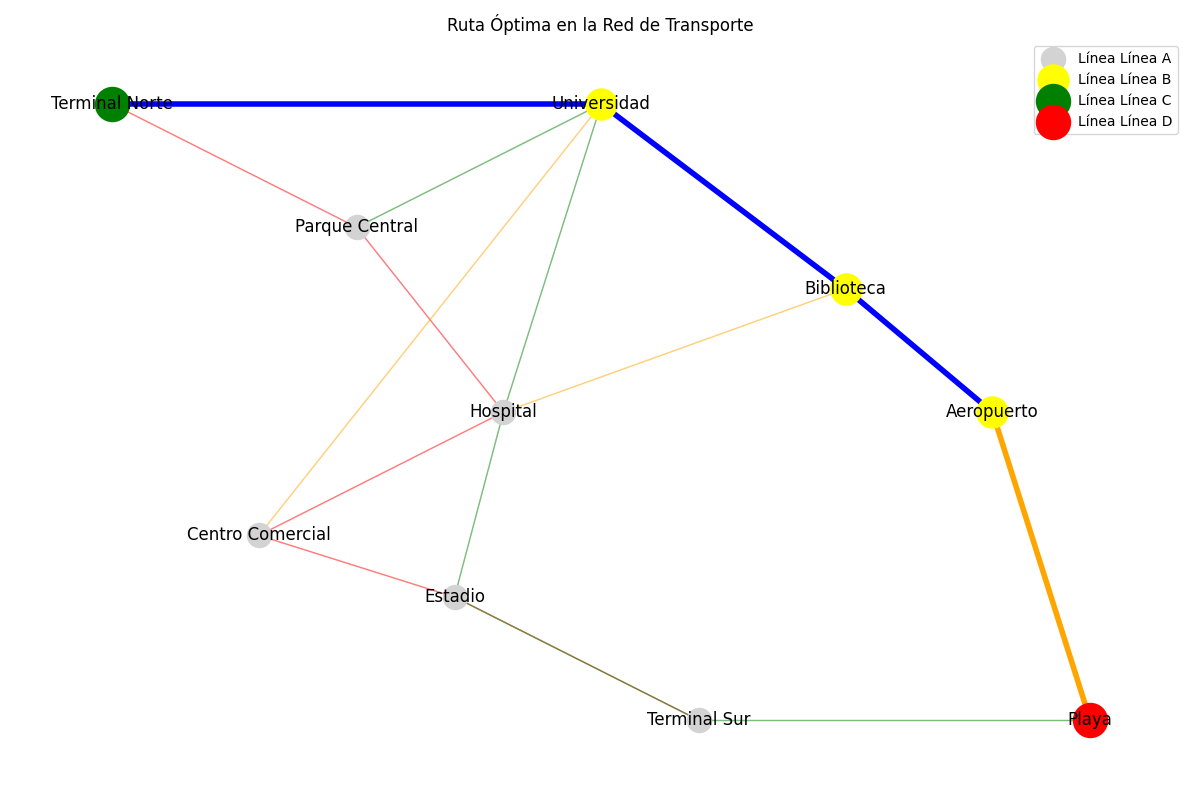 Ruta Óptima en la Red de Transporte
Línea Línea A
Línea Línea B
Línea Línea C
Línea Línea D
Terminal Norte
Universidad
Parque Central
Biblioteca
Hospital
Aeropuerto
Centro Comercial
Estadio
Terminal Sur
Playa